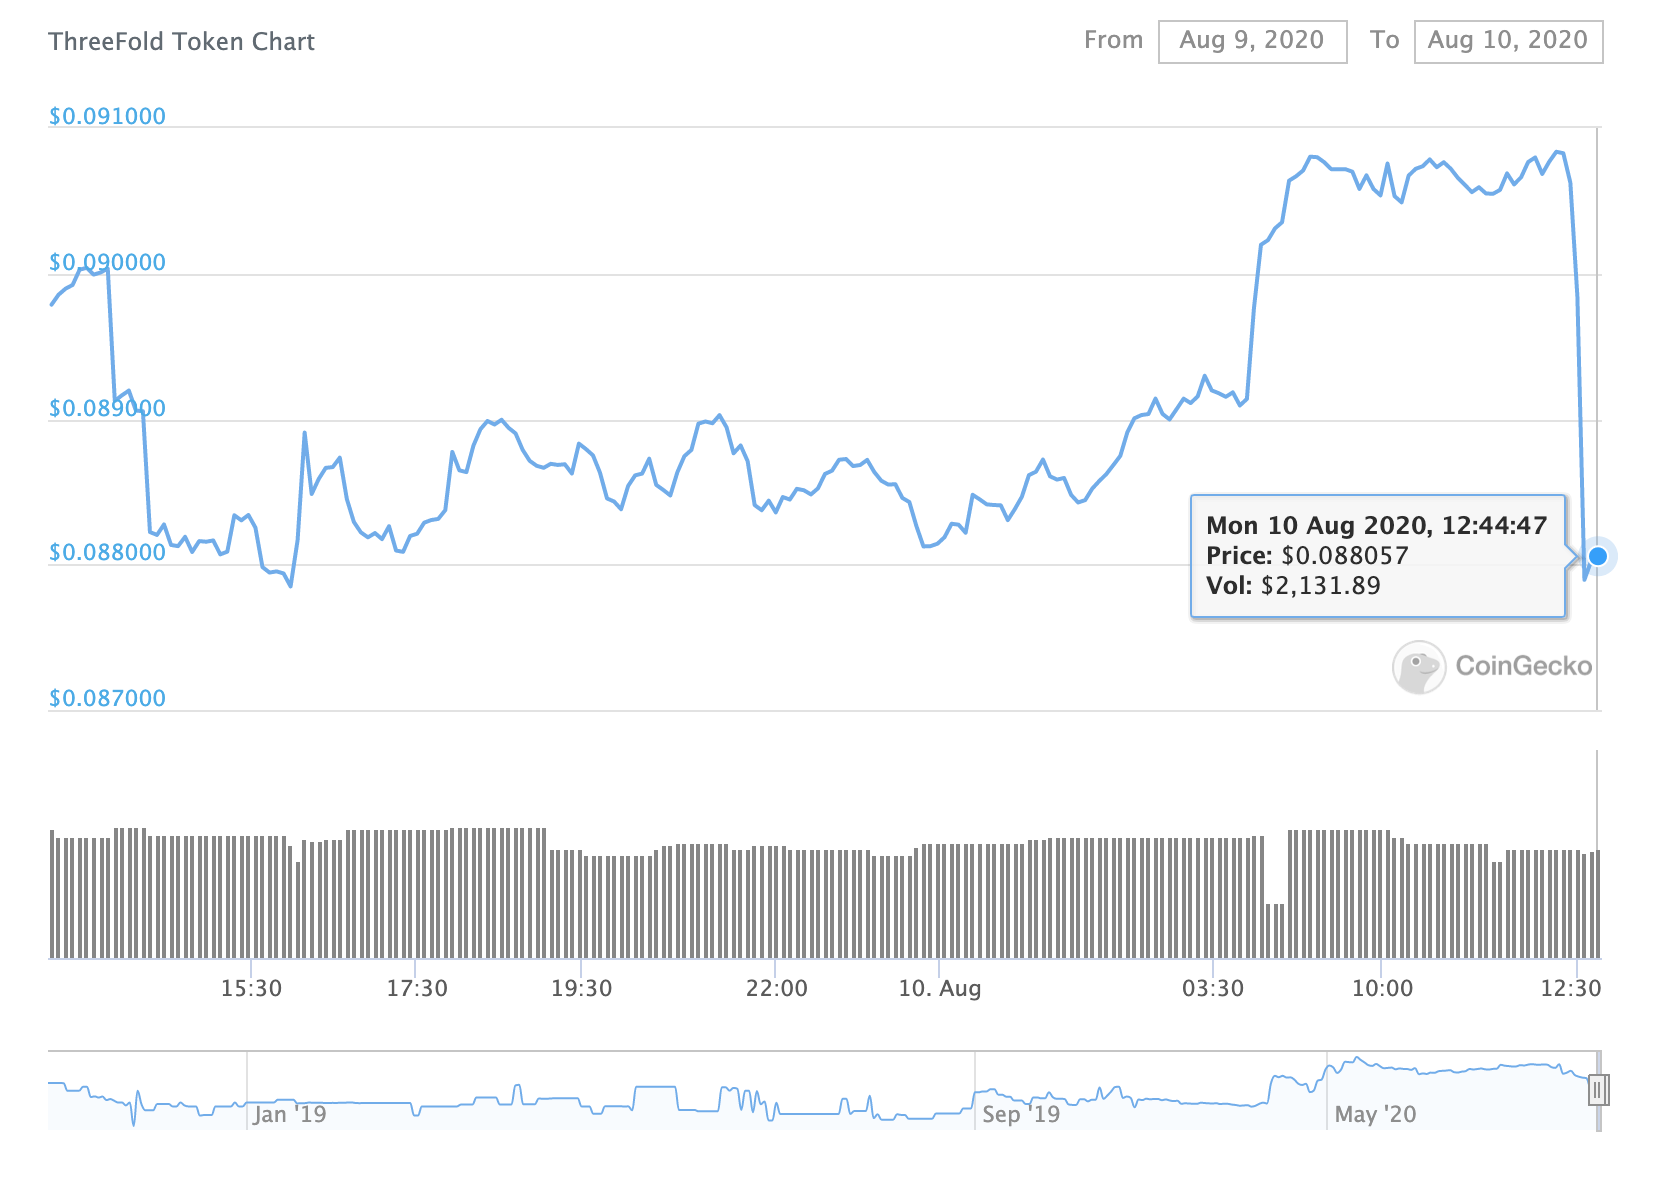 ThreeFold Token Chart
From Aug 9, 2020 To Aug 10, 2020
$0.091000
$0.090000
$0.089000
$0.088000
$0.087000
Mon 10 Aug 2020, 12:44:47
Price: $0.088057
Vol: $2,131.89
CoinGecko
15:30 17:30 19:30 22:00 10. Aug 03:30 10:00 12:30
Jan '19 Sep '19 May '20